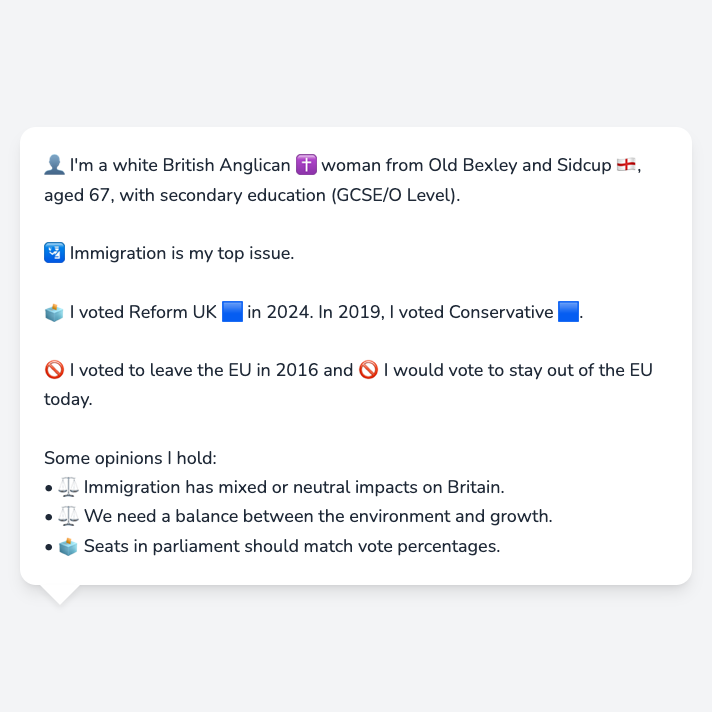 👤 I'm a white British Anglican ✝️ woman from Old Bexley and Sidcup 🏴󠁧󠁢󠁥󠁮󠁧󠁿,
aged 67, with secondary education (GCSE/O Level).
🛂 Immigration is my top issue.
🗳️ I voted Reform UK 🟦 in 2024. In 2019, I voted Conservative 🟦.
🚫 I voted to leave the EU in 2016 and 🚫 I would vote to stay out of the EU
today.
Some opinions I hold:
• ⚖️ Immigration has mixed or neutral impacts on Britain.
• ⚖️ We need a balance between the environment and growth.
• 🗳️ Seats in parliament should match vote percentages.